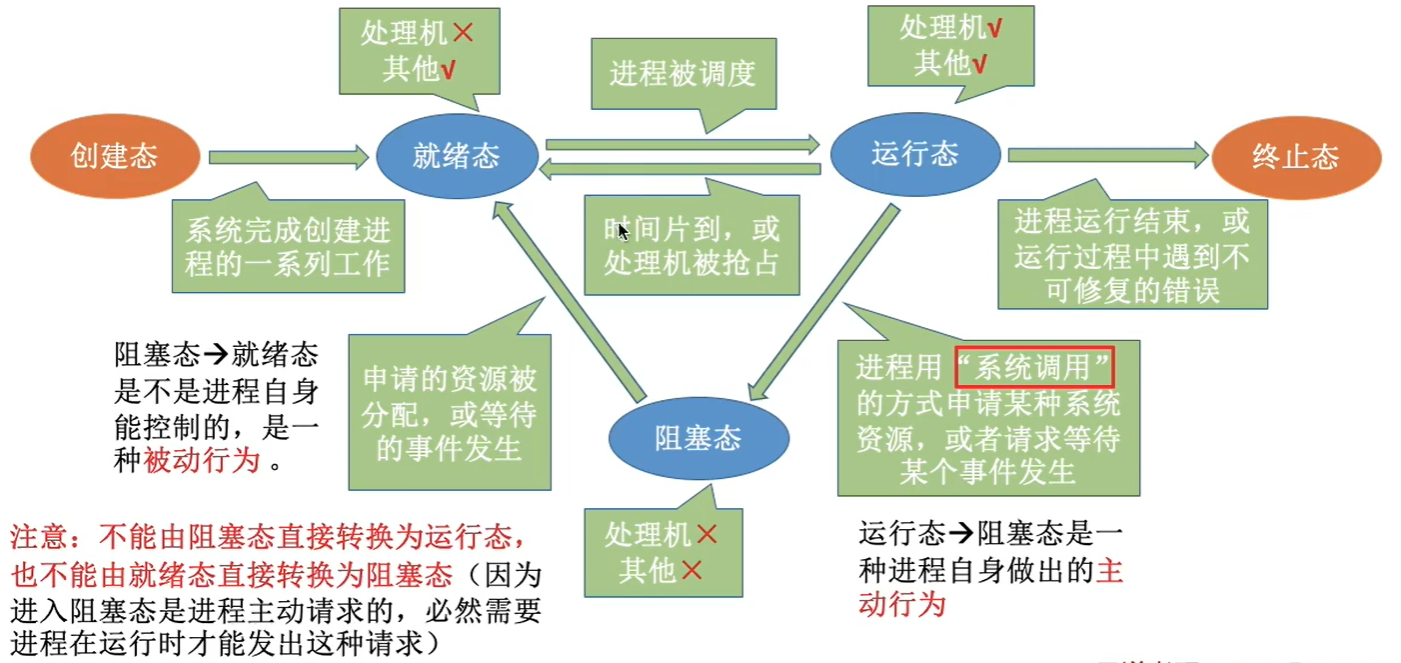 处理机×
其他√
进程被调度
处理机√
其他√
创建态
就绪态
运行态
终止态
系统完成创建进
程的一系列工作
时间片到，或
处理机被抢占
进程运行结束，或
运行过程中遇到不
可修复的错误
阻塞态→就绪态
是不是进程自身
能控制的，是一
种被动行为。
申请的资源被
分配，或等待
的事件发生
阻塞态
进程用“系统调用”
的方式申请某种系统
资源，或者请求等待
某个事件发生
处理机×
其他×
注意：不能由阻塞态直接转换为运行态，
也不能由就绪态直接转换为阻塞态（因为
进入阻塞态是进程主动请求的，必然需要
进程在运行时才能发出这种请求）
运行态→阻塞态是一
种进程自身做出的主
动行为